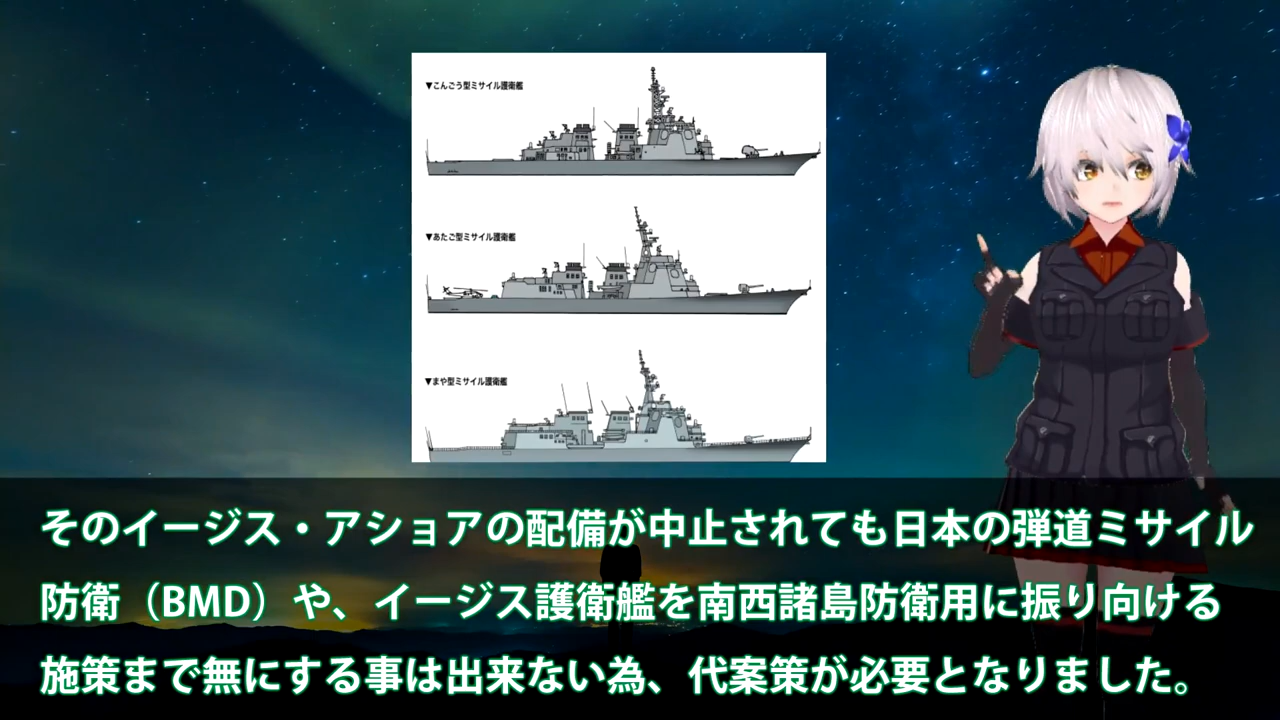 ▼こんごう型ミサイル護衛艦
▼あたご型ミサイル護衛艦
▼まや型ミサイル護衛艦
そのイージス・アショアの配備が中止されても日本の弾道ミサイル
防衛（BMD）や、イージス護衛艦を南西諸島防衛用に振り向ける
施策まで無にする事は出来ない為、代案策が必要となりました。